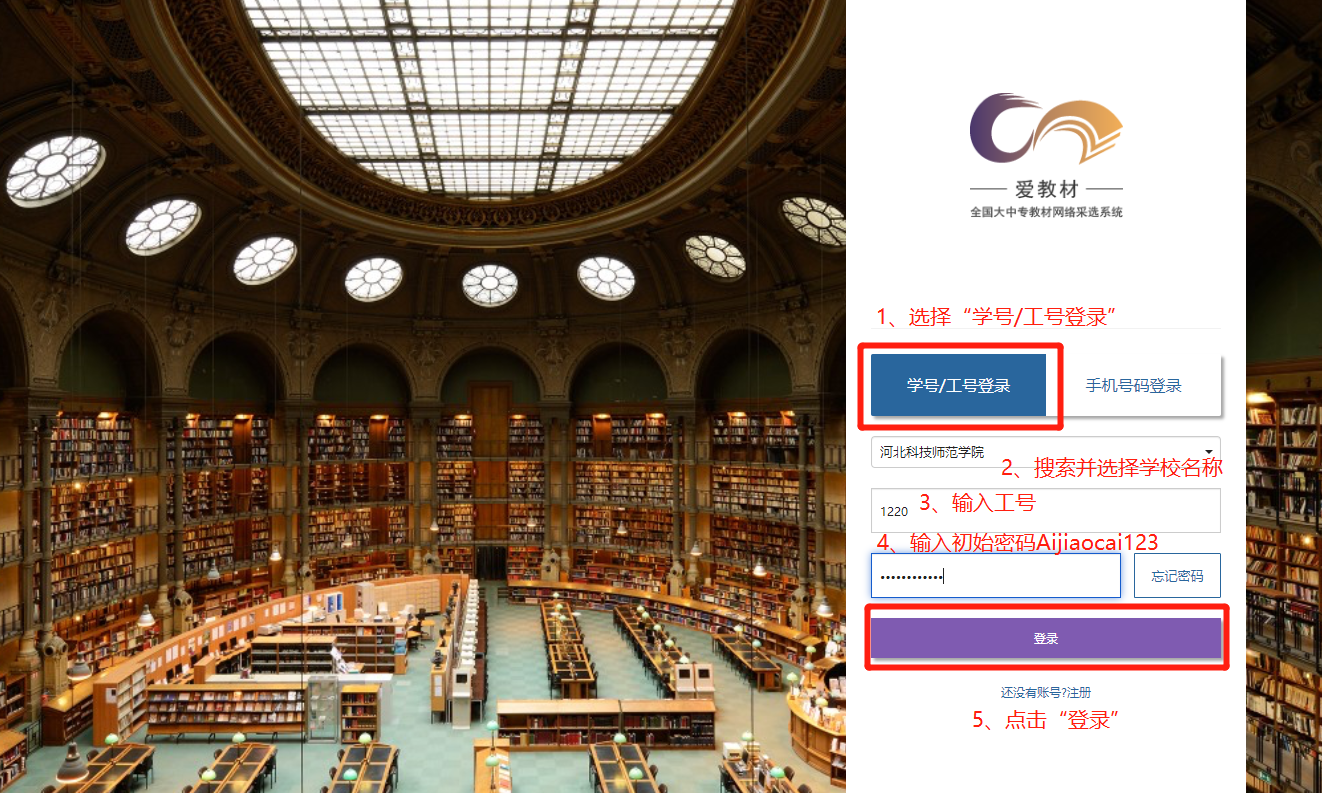 爱教材
全国大中专教材网络采选系统
1、选择“学号/工号登录”
学号/工号登录
手机号码登录
河北科技师范学院
2、搜索并选择学校名称
1220
3、输入工号
4、输入初始密码Aijiaocai123
••••••••••••
忘记密码
登录
还没有账号?注册
5、点击“登录”